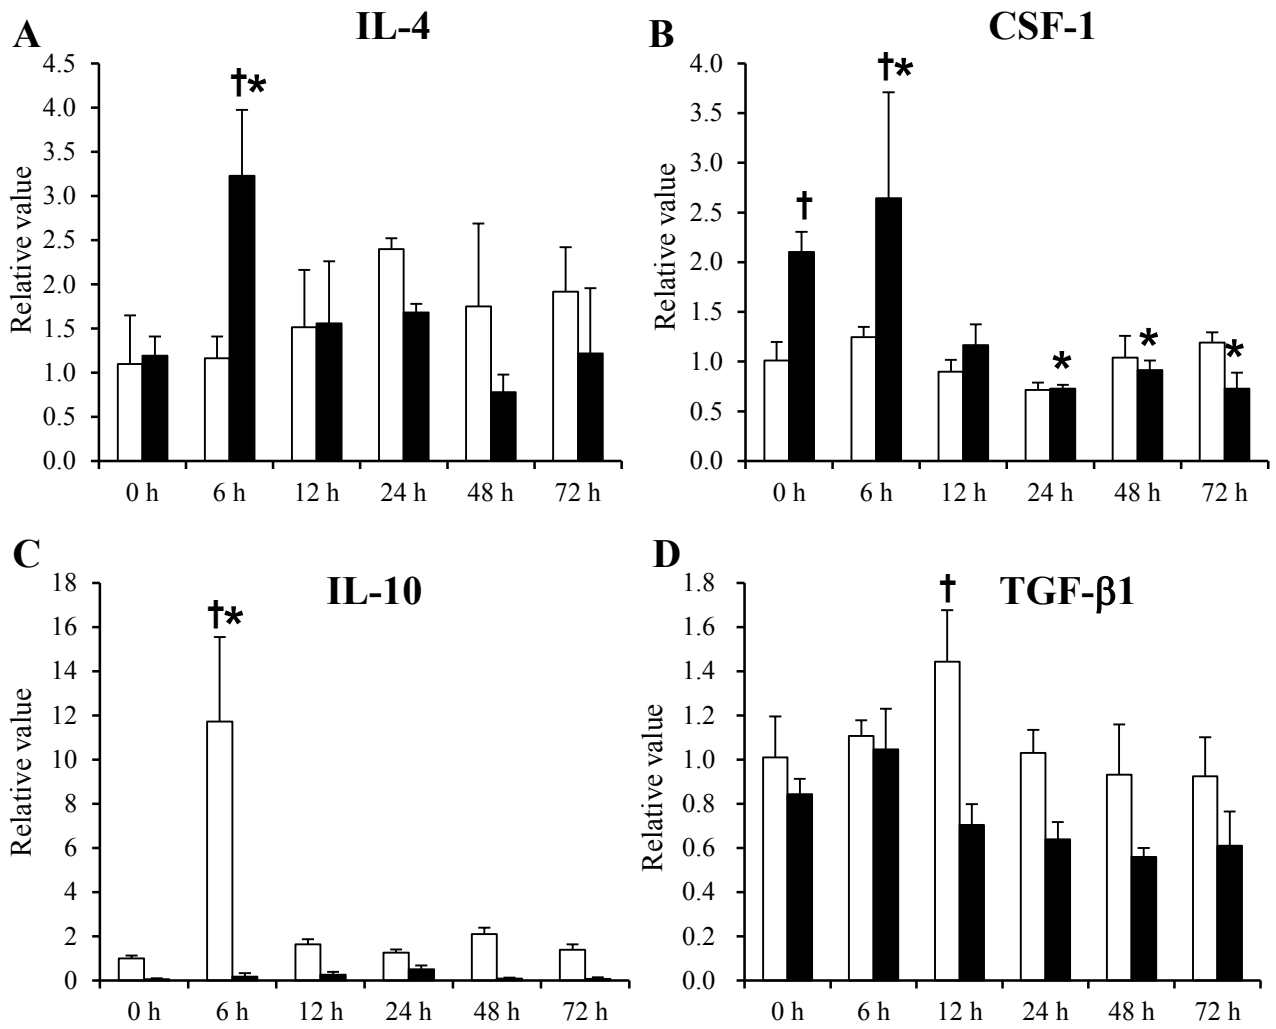 A
IL-4
Relative value
4.5
4.0
3.5
3.0
2.5
2.0
1.5
1.0
0.5
0.0
†*
0 h 6 h 12 h 24 h 48 h 72 h
B
CSF-1
Relative value
4.0
3.5
3.0
2.5
2.0
1.5
1.0
0.5
0.0
†
†*
*
*
*
0 h 6 h 12 h 24 h 48 h 72 h
C
IL-10
Relative value
18
16
14
12
10
8
6
4
2
0
†*
0 h 6 h 12 h 24 h 48 h 72 h
D
TGF-β1
Relative value
1.8
1.6
1.4
1.2
1.0
0.8
0.6
0.4
0.2
0.0
†
0 h 6 h 12 h 24 h 48 h 72 h